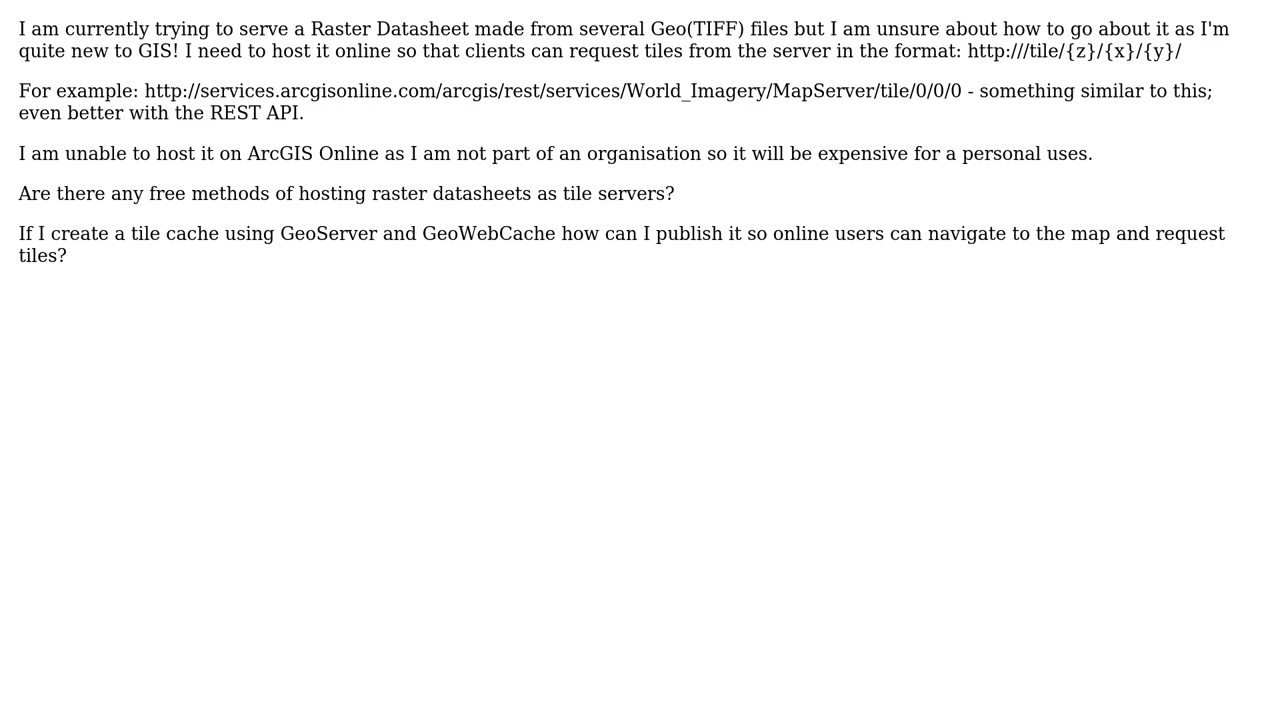 I am currently trying to serve a Raster Datasheet made from several Geo(TIFF) files but I am unsure about how to go about it as I'm
quite new to GIS! I need to host it online so that clients can request tiles from the server in the format: http:///tile/{z}/{x}/{y}/
For example: http://services.arcgisonline.com/arcgis/rest/services/World_Imagery/MapServer/tile/0/0/0 - something similar to this;
even better with the REST API.
I am unable to host it on ArcGIS Online as I am not part of an organisation so it will be expensive for a personal uses.
Are there any free methods of hosting raster datasheets as tile servers?
If I create a tile cache using GeoServer and GeoWebCache how can I publish it so online users can navigate to the map and request
tiles?